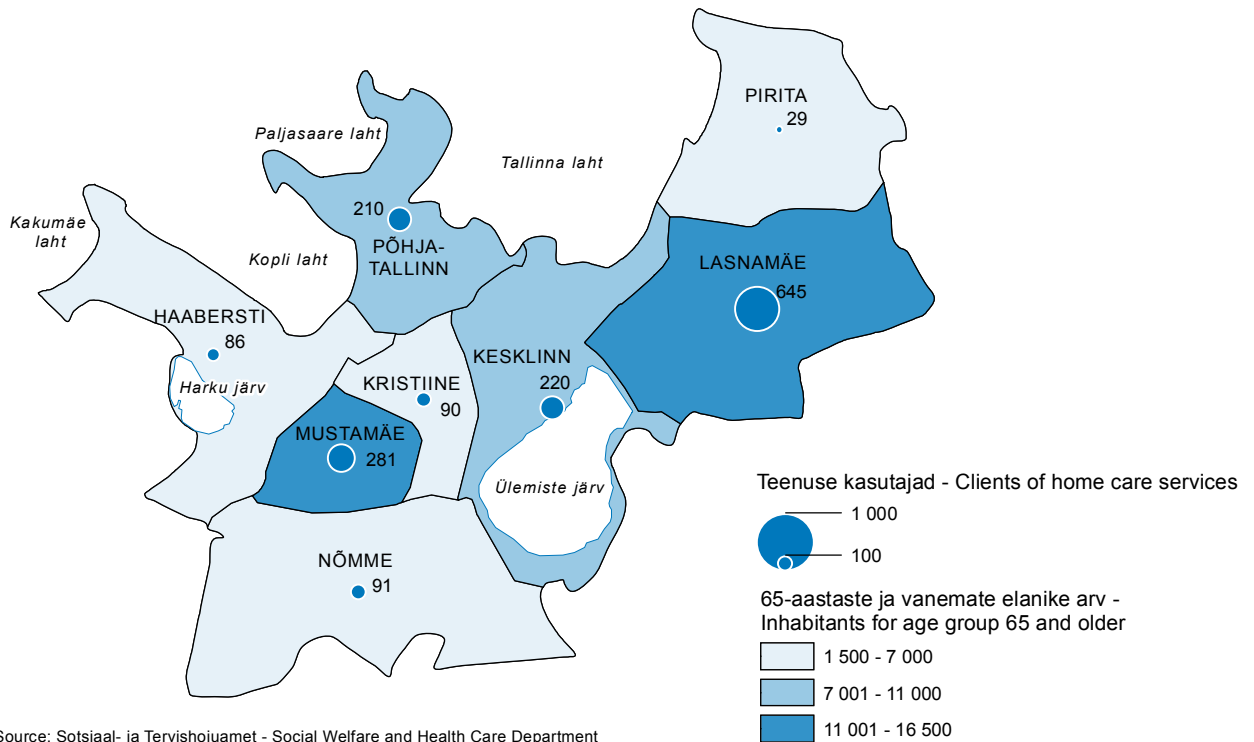 PIRITA
29
Paljasaare laht
Tallinna laht
210
PÕHJA-
TALLINN
Kakumäe
laht
Kopli laht
LASNAMÄE
645
HAABERSTI
86
KESKLINN
220
Harku järv
KRISTIINE
90
MUSTAMÄE
281
Ülemiste järv
NÕMME
91
Teenuse kasutajad - Clients of home care services
1 000
100
65-aastaste ja vanemate elanike arv -
Inhabitants for age group 65 and older
1 500 - 7 000
7 001 - 11 000
11 001 - 16 500
Source: Sotsiaal- ja Tervishoiuamet - Social Welfare and Health Care Department